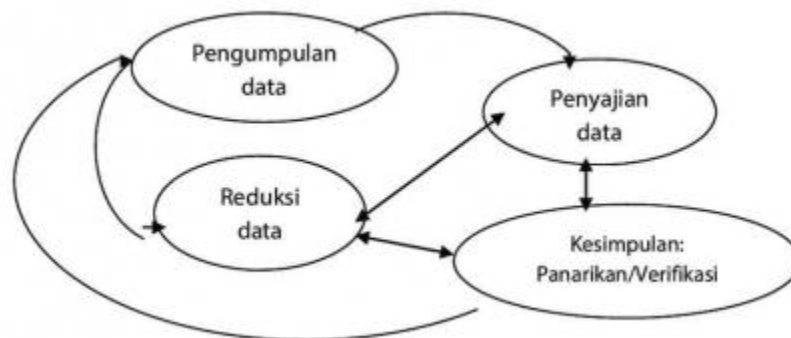 Pengumpulan
data
Penyajian
data
Reduksi
data
Kesimpulan:
Panarikan/Verifikasi